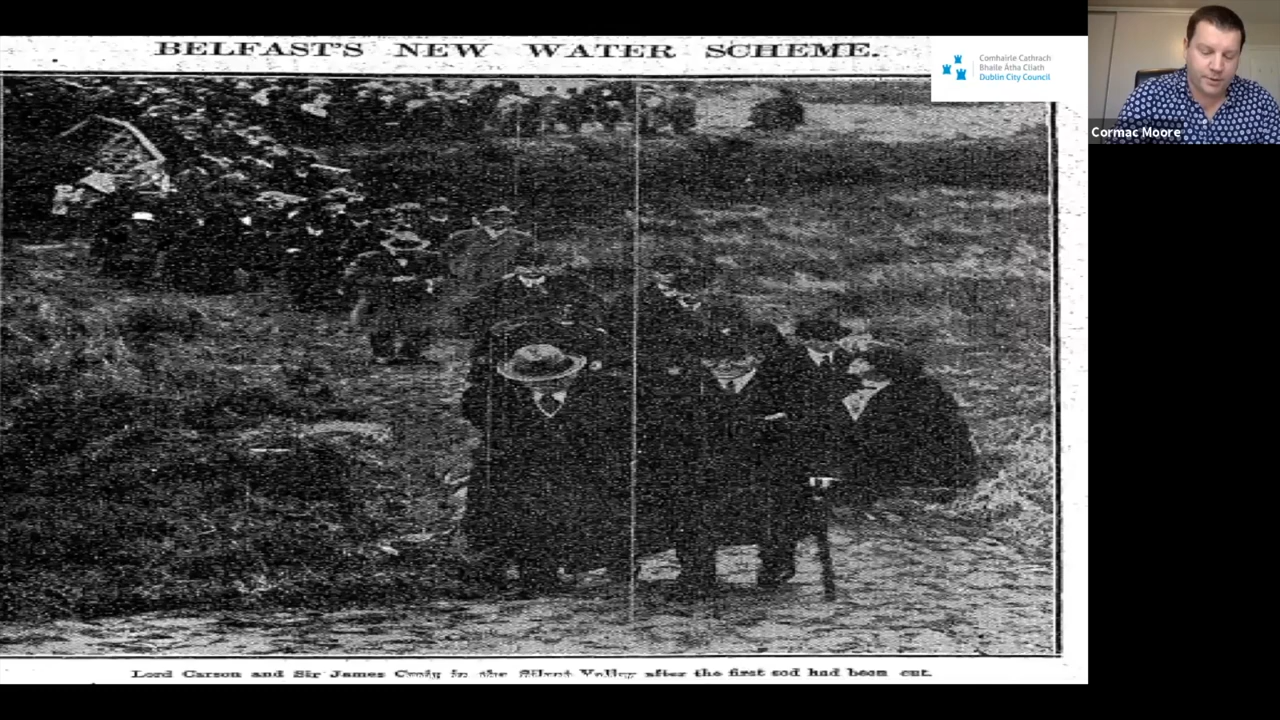 BELFAST'S NEW WATER SCHEME.
Comhairle Cathrach
Bhaile Átha Cliath
Dublin City Council
Cormac Moore
Lord Carson and Sir James Craig in the Silent Valley after the first sod had been cut.